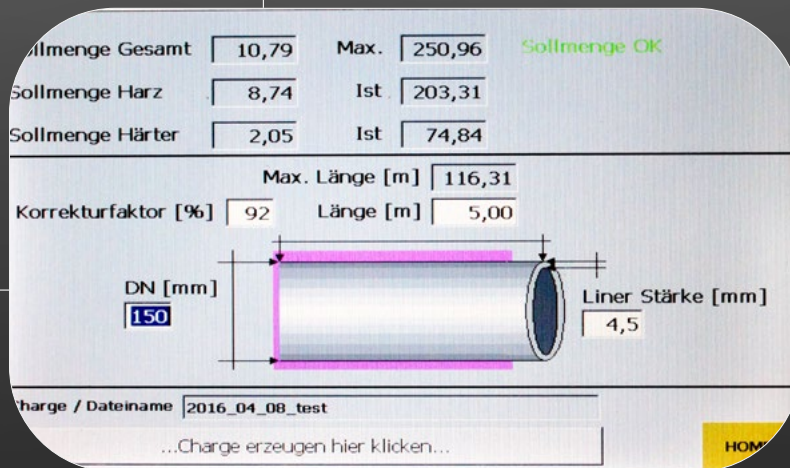 Sollmenge Gesamt 10,79 Max. 250,96 Sollmenge OK
Sollmenge Harz 8,74 Ist 203,31
Sollmenge Härter 2,05 Ist 74,84
Max. Länge [m] 116,31
Korrekturfaktor [%] 92 Länge [m] 5,00
DN [mm]
150
Liner Stärke [mm]
4,5
Charge / Dateiname 2016_04_08_test
...Charge erzeugen hier klicken...
HOM